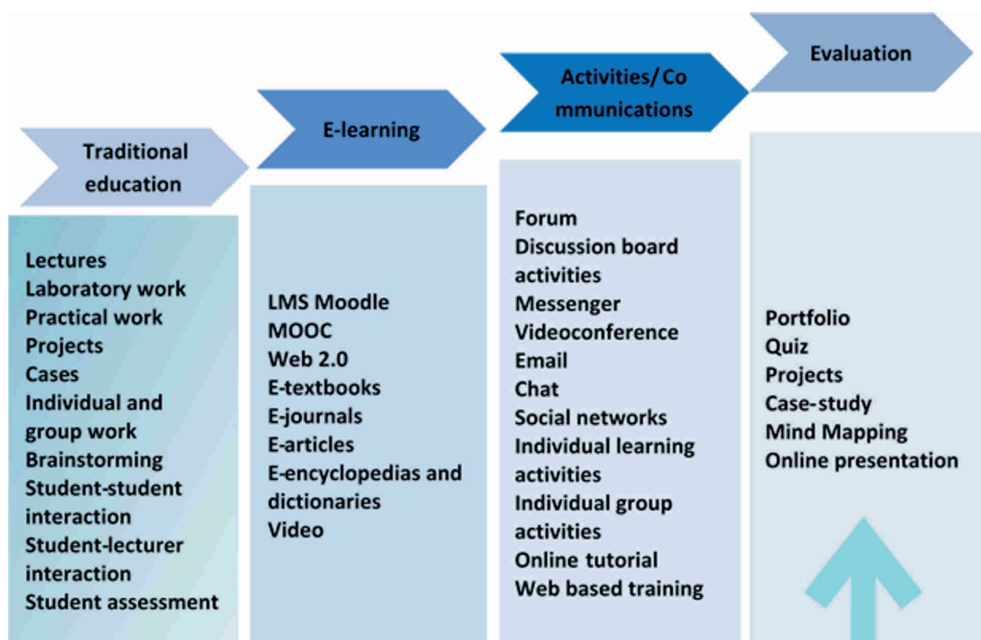 Traditional
education
Lectures
Laboratory work
Practical work
Projects
Cases
Individual and
group work
Brainstorming
Student-student
interaction
Student-lecturer
interaction
Student assessment
E-learning
LMS Moodle
MOOC
Web 2.0
E-textbooks
E-journals
E-articles
E-encyclopedias and
dictionaries
Video
Activities/ Co
mmunications
Forum
Discussion board
activities
Messenger
Videoconference
Email
Chat
Social networks
Individual learning
activities
Individual group
activities
Online tutorial
Web based training
Evaluation
Portfolio
Quiz
Projects
Case-study
Mind Mapping
Online presentation